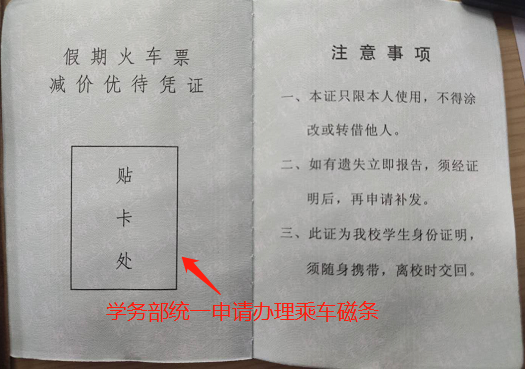 假期火车票
减价优待凭证
贴
卡
处
学务部统一申请办理乘车磁条
注意事项
一、本证只限本人使用，不得涂
改或转借他人。
二、如有遗失立即报告，须经证
明后，再申请补发。
三、此证为我校学生身份证明，
须随身携带，离校时交回。